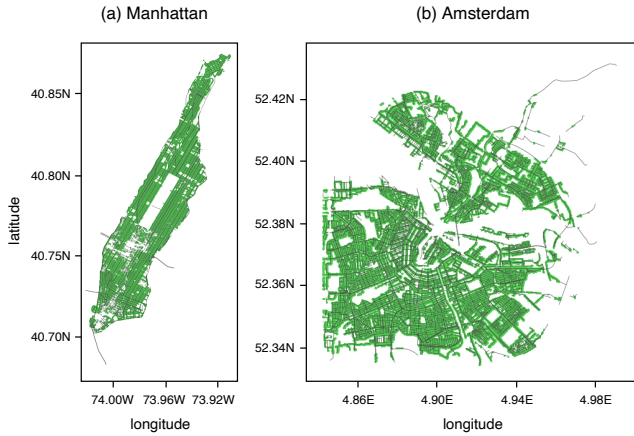 (a) Manhattan
(b) Amsterdam
latitude
40.85N
40.80N
40.75N
40.70N
74.00W 73.96W 73.92W
longitude
52.42N
52.40N
52.38N
52.36N
52.34N
4.86E 4.90E 4.94E 4.98E
longitude